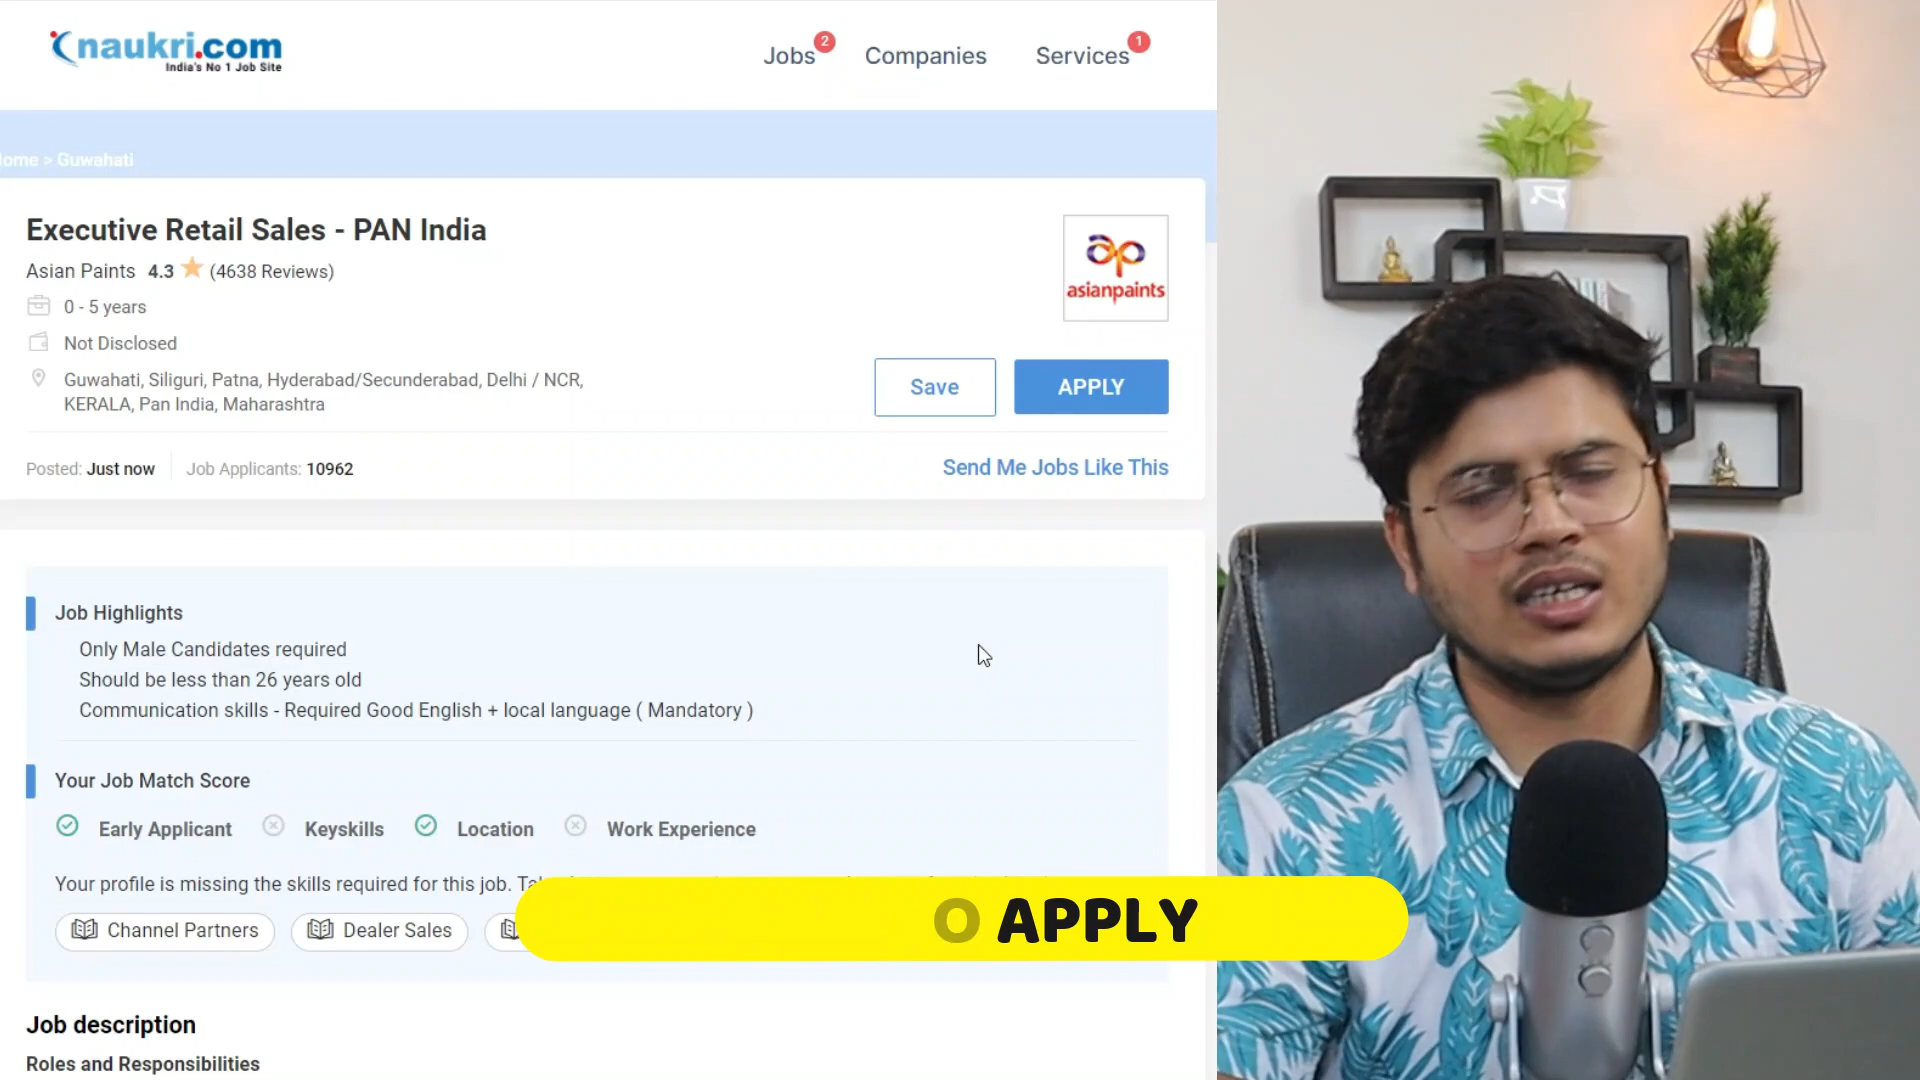 naukri.com
India's No 1 Job Site
Jobs 2
Companies
Services 1
Home > Guwahati
Executive Retail Sales - PAN India
Asian Paints 4.3 (4638 Reviews)
0 - 5 years
Not Disclosed
Guwahati, Siliguri, Patna, Hyderabad/Secunderabad, Delhi / NCR,
KERALA, Pan India, Maharashtra
ap
asianpaints
Save
APPLY
Posted: Just now
Job Applicants: 10962
Send Me Jobs Like This
Job Highlights
Only Male Candidates required
Should be less than 26 years old
Communication skills - Required Good English + local language ( Mandatory )
Your Job Match Score
Early Applicant
Keyskills
Location
Work Experience
Your profile is missing the skills required for this job.
Channel Partners
Dealer Sales
O APPLY
Job description
Roles and Responsibilities